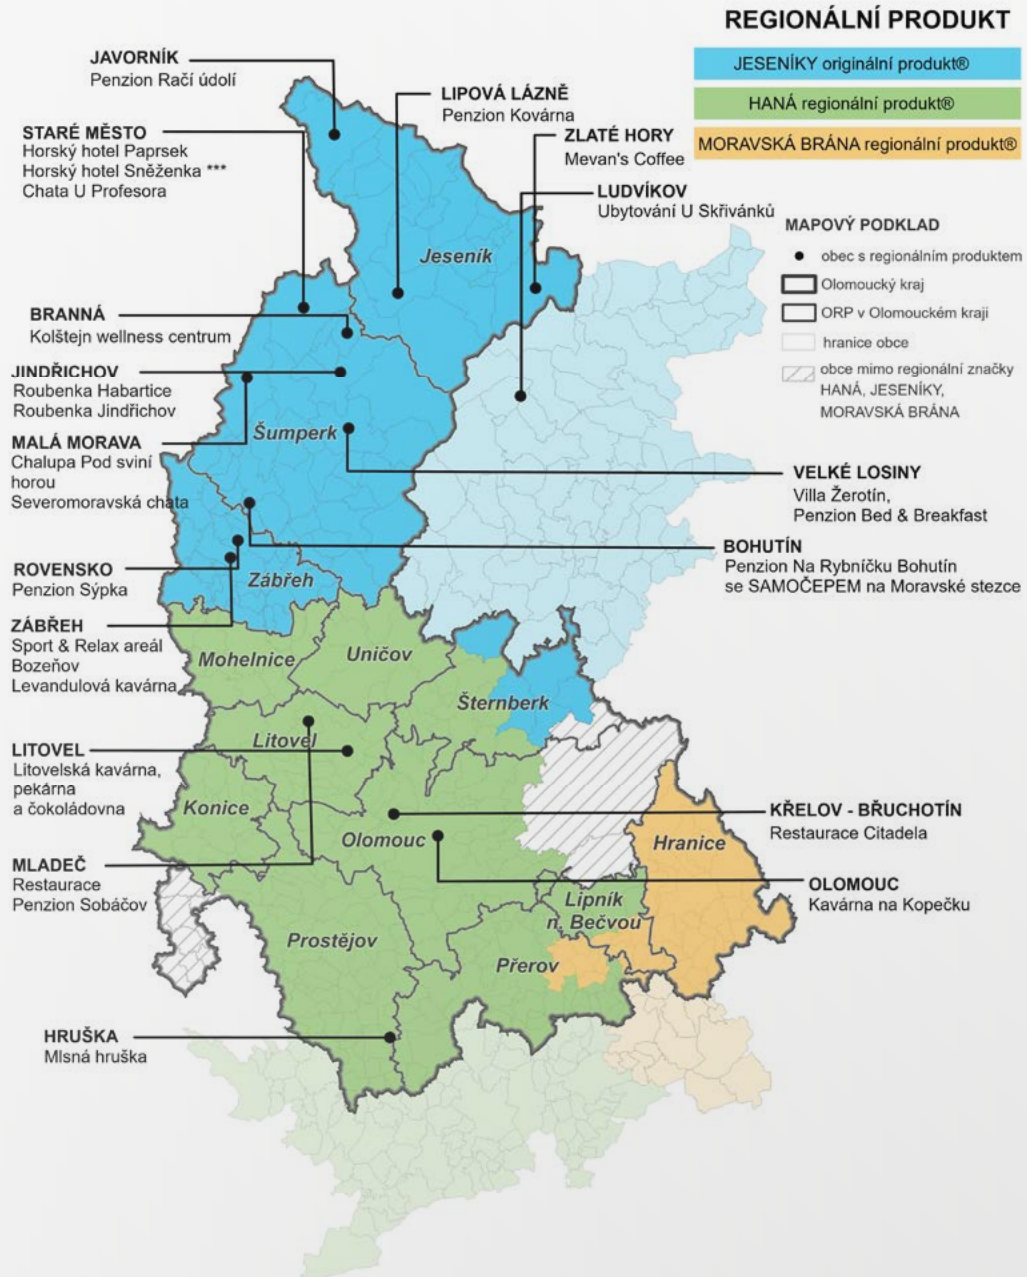 REGIONÁLNÍ PRODUKT
JESENÍKY originální produkt®
HANÁ regionální produkt®
MORAVSKÁ BRÁNA regionální produkt®
MAPOVÝ PODKLAD
obec s regionálním produktem
Olomoucký kraj
ORP v Olomouckém kraji
hranice obce
obce mimo regionální značky
HANÁ, JESENÍKY,
MORAVSKÁ BRÁNA
JAVORNÍK
Penzion Račí údolí
LIPOVÁ LÁZNĚ
Penzion Kovárna
STARÉ MĚSTO
Horský hotel Paprsek
Horský hotel Sněženka ***
Chata U Profesora
ZLATÉ HORY
Mevan's Coffee
LUDVÍKOV
Ubytování U Skřivánků
BRANNÁ
Kolštejn wellness centrum
JINDŘICHOV
Roubenka Habartice
Roubenka Jindřichov
MALÁ MORAVA
Chalupa Pod sviní
horou
Severomoravská chata
VELKÉ LOSINY
Villa Žerotín,
Penzion Bed & Breakfast
BOHUTÍN
Penzion Na Rybníčku Bohutín
se SAMOČEPEM na Moravské stezce
ROVENSKO
Penzion Sýpka
ZÁBŘEH
Sport & Relax areál
Bozeňov
Levandulová kavárna
LITOVEL
Litovelská kavárna,
pekárna
a čokoládovna
KŘELOV - BŘUCHOTÍN
Restaurace Citadela
MLADEČ
Restaurace
Penzion Sobáčov
OLOMOUC
Kavárna na Kopečku
HRUŠKA
Mlsná hruška
Jeseník
Šumperk
Zábřeh
Mohelnice
Uničov
Šternberk
Litovel
Konice
Olomouc
Hranice
Lipník
n. Bečvou
Prostějov
Přerov